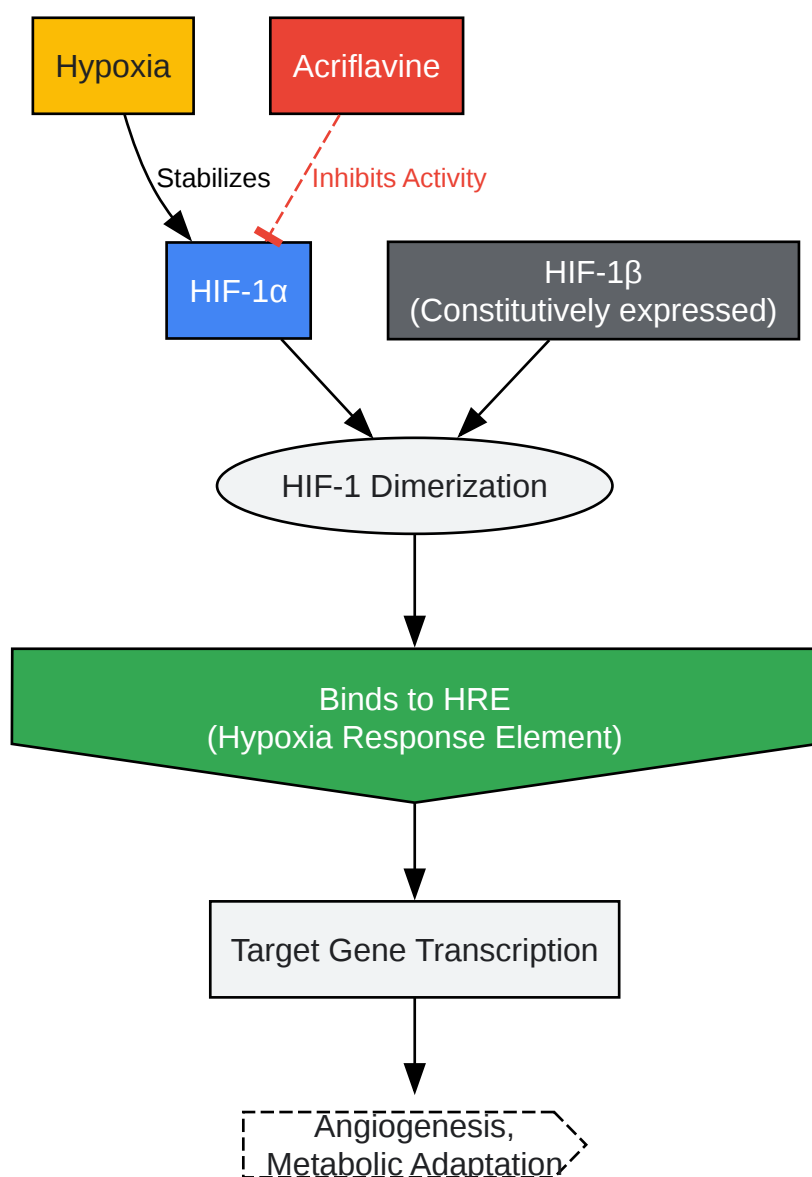 Hypoxia
Acriflavine
Stabilizes
Inhibits Activity
HIF-1α
HIF-1β
(Constitutively expressed)
HIF-1 Dimerization
Binds to HRE
(Hypoxia Response Element)
Target Gene Transcription
Angiogenesis,
Metabolic Adaptation